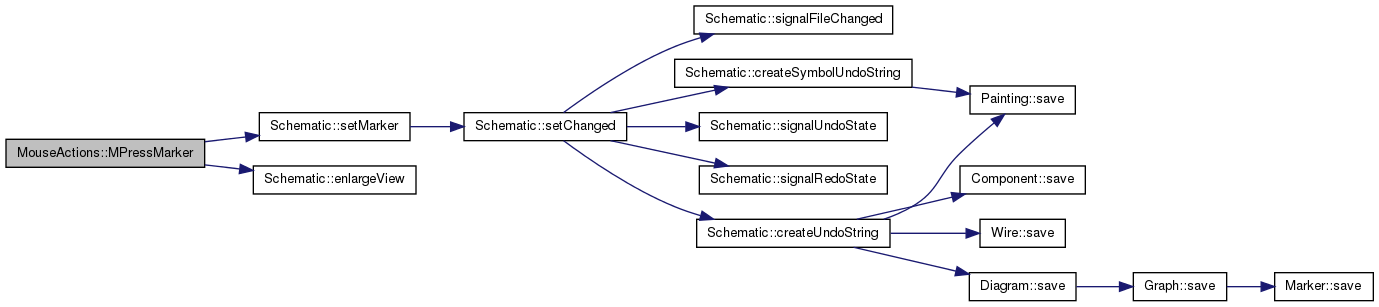 MouseActions::MPressMarker
Schematic::setMarker
Schematic::enlargeView
Schematic::setChanged
Schematic::signalFileChanged
Schematic::createSymbolUndoString
Schematic::signalUndoState
Schematic::signalRedoState
Schematic::createUndoString
Painting::save
Component::save
Wire::save
Diagram::save
Graph::save
Marker::save